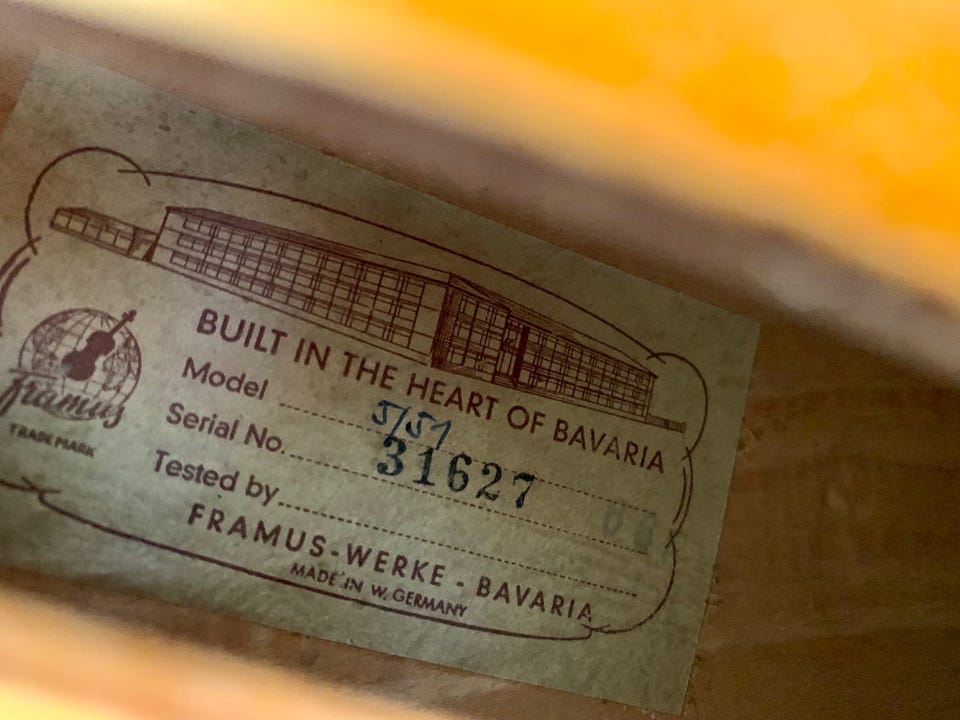 BUILT IN THE HEART OF BAVARIA
Model 5/51
Serial No. 31627
Tested by
FRAMUS-WERKE - BAVARIA
MADE IN W. GERMANY
framus
TRADE MARK